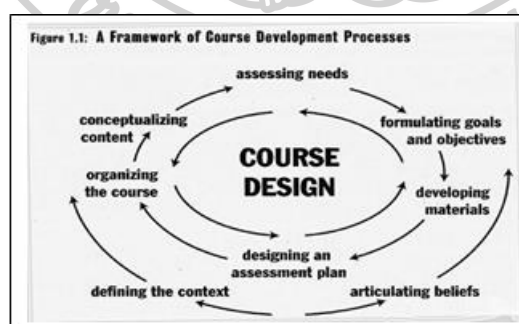 Figure 1.1: A Framework of Course Development Processes
assessing needs
conceptualizing
content
formulating goals
and objectives
organizing
the course
COURSE
DESIGN
developing
materials
designing an
assessment plan
defining the context
articulating beliefs